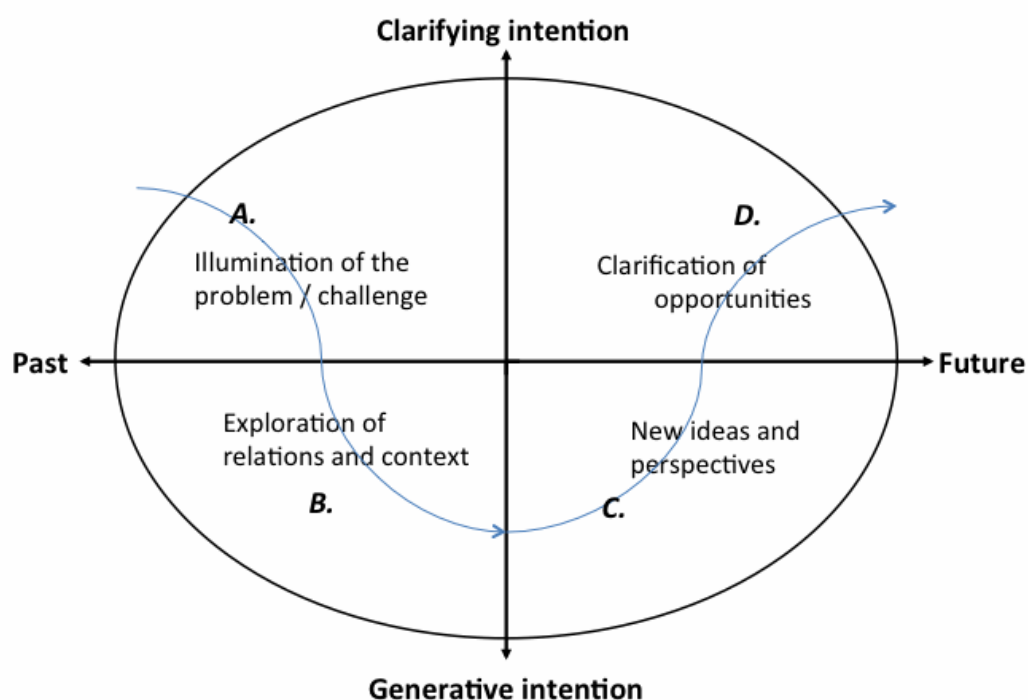 Clarifying intention
A.
Illumination of the
problem / challenge
D.
Clarification of
opportunities
Past
Future
Exploration of
relations and context
B.
New ideas and
perspectives
C.
Generative intention